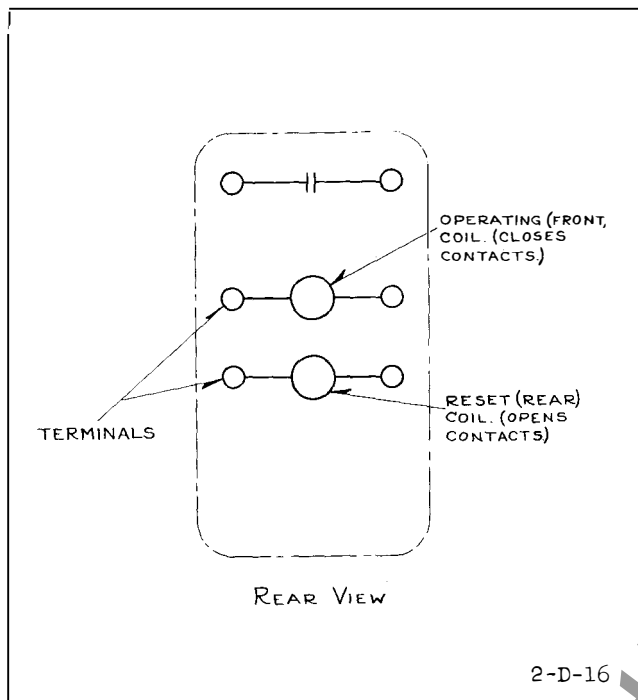 OPERATING (FRONT,
COIL. (CLOSES
CONTACTS.)
RESET (REAR)
COIL. (OPENS
CONTACTS)
TERMINALS
REAR VIEW
2-D-16